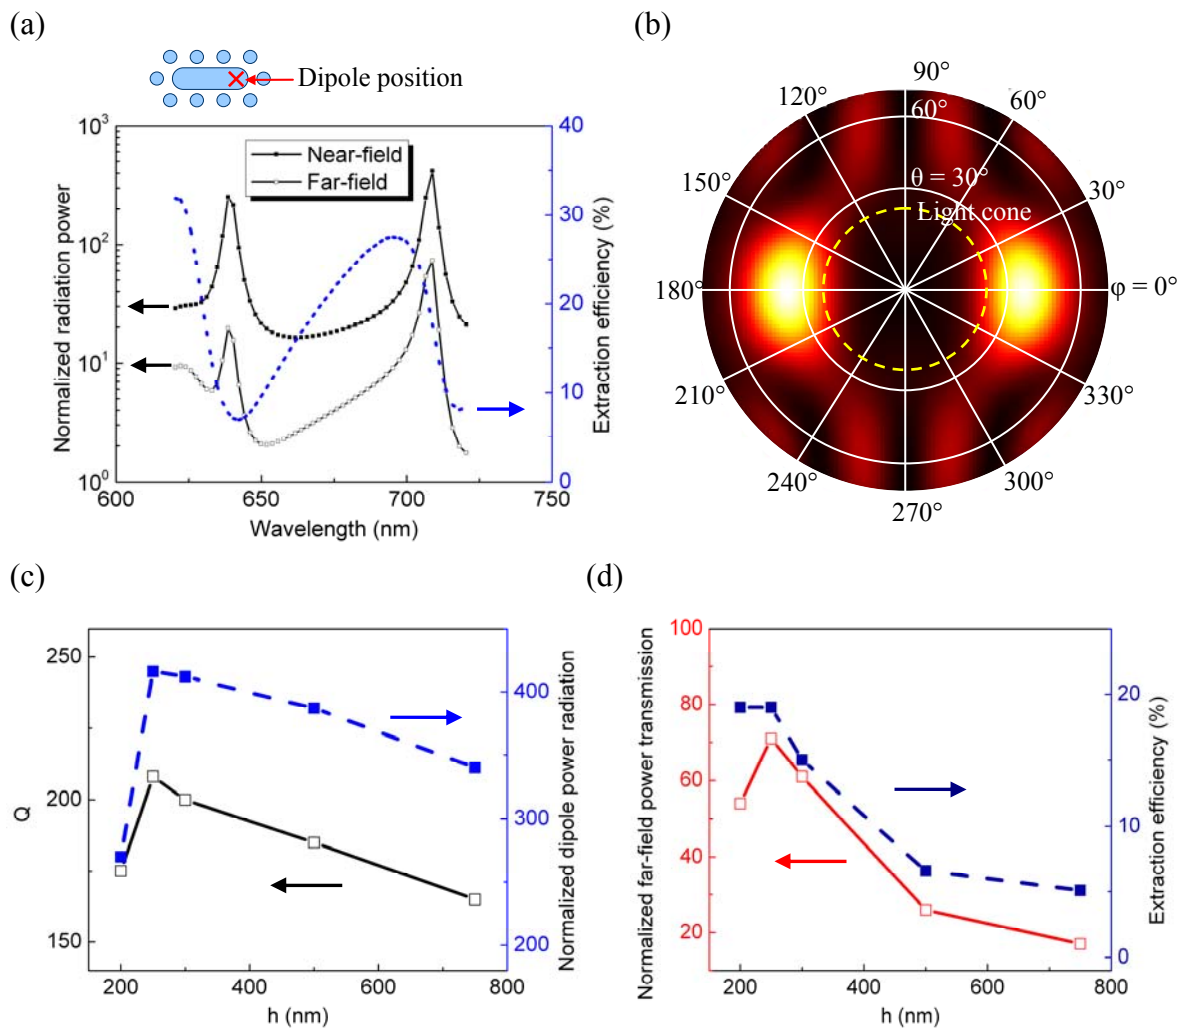 (a)
Dipole position
Normalized radiation power
10³
10²
10¹
10⁰
Near-field
Far-field
40
30
20
10
0
Extraction efficiency (%)
600
650
700
750
Wavelength (nm)
(b)
90°
120°
60°
60°
150°
θ = 30°
30°
Light cone
180°
φ = 0°
210°
330°
240°
300°
270°
(c)
Q
250
200
150
400
300
200
Normalized dipole power radiation
200
400
600
800
h (nm)
(d)
Normalized far-field power transmission
100
80
60
40
20
20
10
0
Extraction efficiency (%)
200
400
600
800
h (nm)